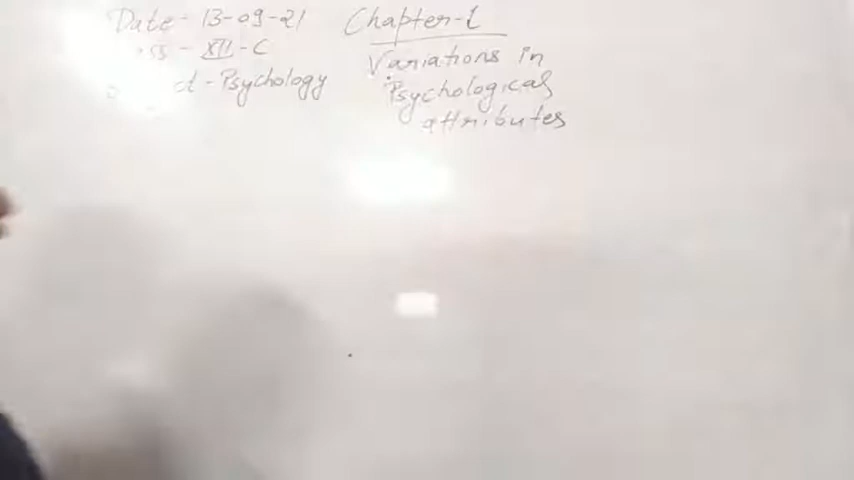 Date - 13-09-21
- XII - C
- Psychology
Chapter-1
Variations in
Psychological
attributes